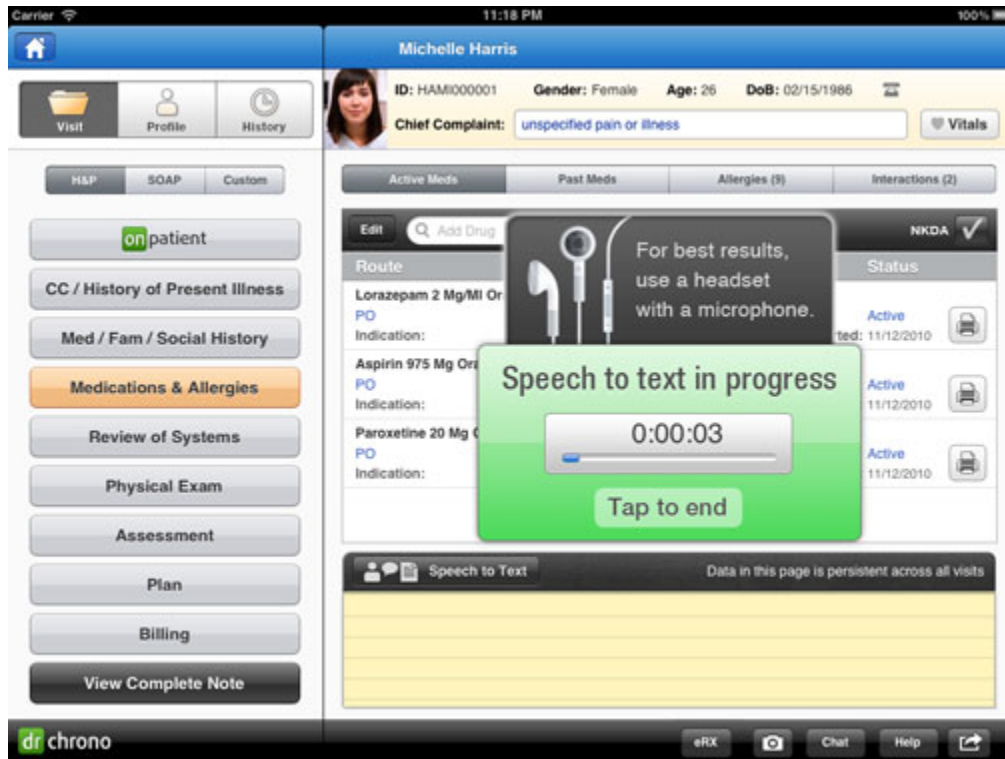 Carrier 11:18 PM 100%
Michelle Harris
Visit Profile History
ID: HAMI000001 Gender: Female Age: 26 DoB: 02/15/1986
Chief Complaint: unspecified pain or illness Vitals
H&P SOAP Custom
Active Meds Past Meds Allergies (9) Interactions (2)
onpatient
CC / History of Present Illness
Med / Fam / Social History
Medications & Allergies
Review of Systems
Physical Exam
Assessment
Plan
Billing
View Complete Note
Edit Add Drug NKDA
Route Status
Lorazepam 2 Mg/Ml Or
PO Active
Indication: ted: 11/12/2010
Aspirin 975 Mg Ora
PO Active
Indication: 11/12/2010
Paroxetine 20 Mg
PO Active
Indication: 11/12/2010
For best results,
use a headset
with a microphone.
Speech to text in progress
0:00:03
Tap to end
Speech to Text Data in this page is persistent across all visits
dr chrono eRX Chat Help